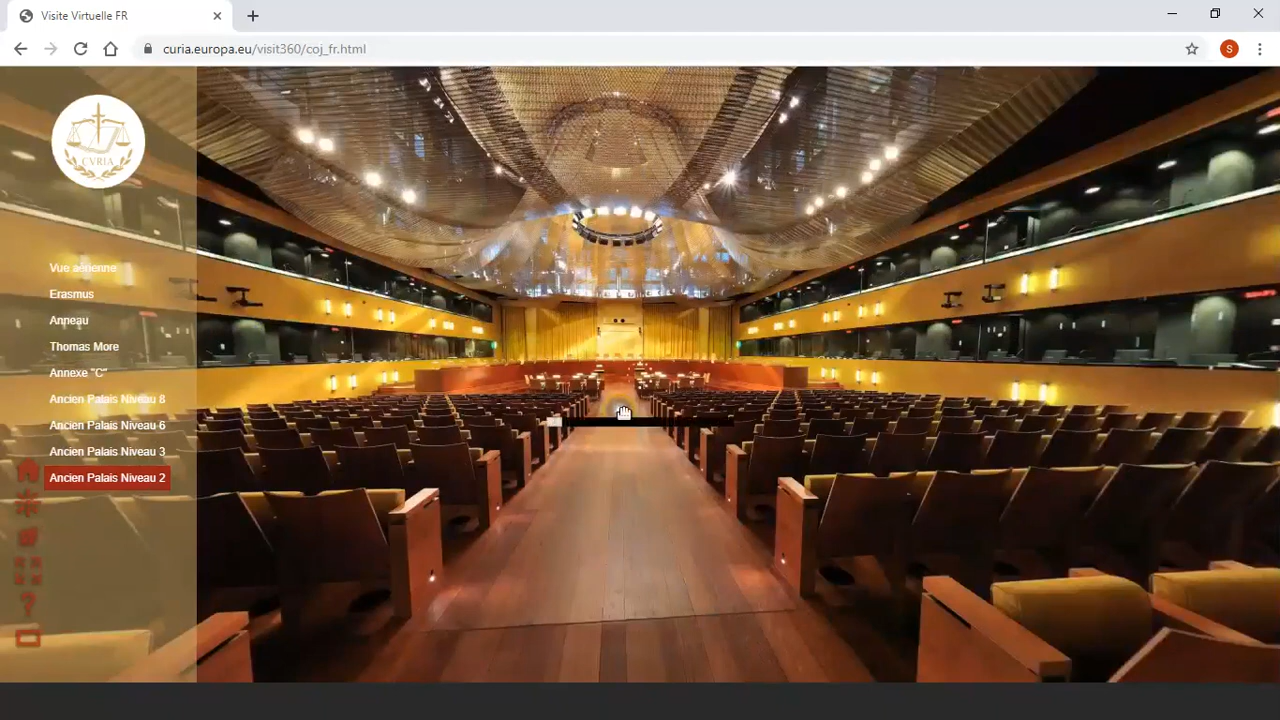 Visite Virtuelle FR
curia.europa.eu/visit360/coj_fr.html
S
CVRIA
Vue aérienne
Erasmus
Anneau
Thomas More
Annexe "C"
Ancien Palais Niveau 8
Ancien Palais Niveau 6
Ancien Palais Niveau 3
Ancien Palais Niveau 2
?